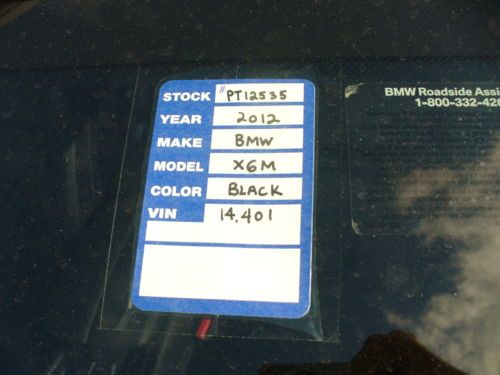 STOCK # PT12535
YEAR 2012
MAKE BMW
MODEL X6M
COLOR BLACK
VIN 14,401
BMW Roadside Assi
1-800-332-426